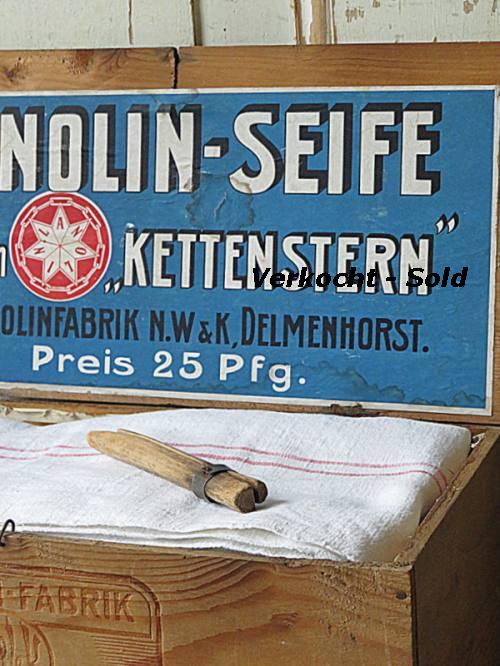 NOLIN-SEIFE
„KETTENSTERN”
Verkocht - Sold
OLINFABRIK N.W & K, DELMENHORST.
Preis 25 Pfg.
-FABRIK